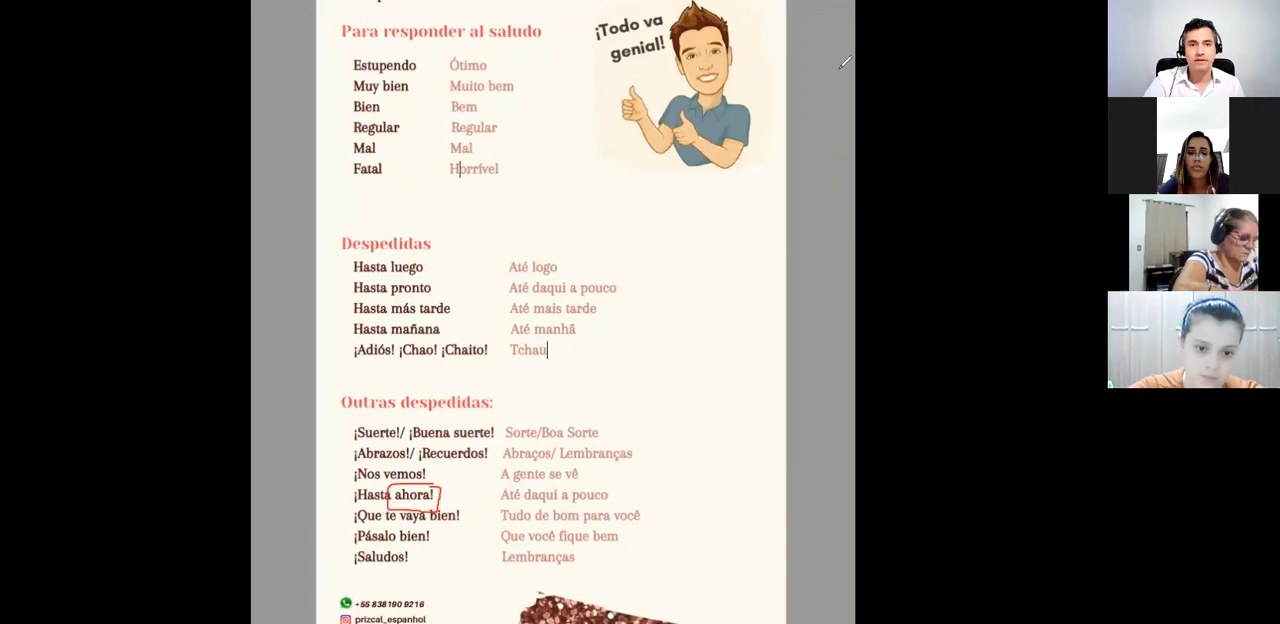 Para responder al saludo
¡Todo va
genial!
Estupendo Ótimo
Muy bien Muito bem
Bien Bem
Regular Regular
Mal Mal
Fatal Horrível
Despedidas
Hasta luego Até logo
Hasta pronto Até daqui a pouco
Hasta más tarde Até mais tarde
Hasta mañana Até manhã
¡Adiós! ¡Chao! ¡Chaito! Tchau
Outras despedidas:
¡Suerte!/ ¡Buena suerte! Sorte/Boa Sorte
¡Abrazos!/ ¡Recuerdos! Abraços/ Lembranças
¡Nos vemos! A gente se vê
¡Hasta ahora! Até daqui a pouco
¡Que te vaya bien! Tudo de bom para você
¡Pásalo bien! Que você fique bem
¡Saludos! Lembranças
+55 838190 9216
prizcal_espanhol